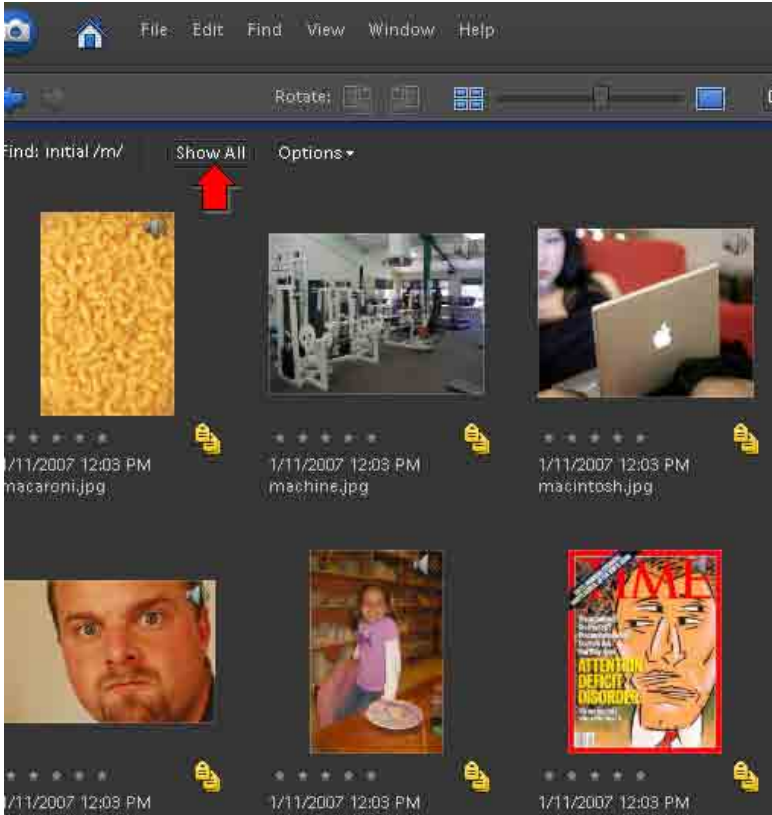 File Edit Find View Window Help
Rotate:
Find: initial /m/ Show All Options
1/11/2007 12:03 PM 1/11/2007 12:03 PM 1/11/2007 12:03 PM
macaroni.jpg machine.jpg macintosh.jpg
TIME
ATTENTION
DEFICIT
DISORDER
1/11/2007 12:03 PM 1/11/2007 12:03 PM 1/11/2007 12:03 PM